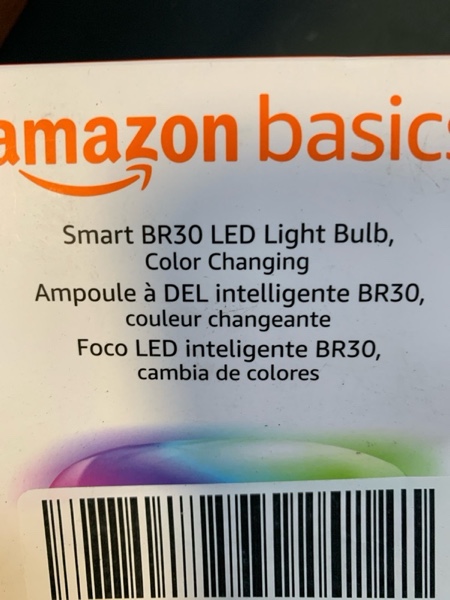 amazon basics
Smart BR30 LED Light Bulb,
Color Changing
Ampoule à DEL intelligente BR30,
couleur changeante
Foco LED inteligente BR30,
cambia de colores